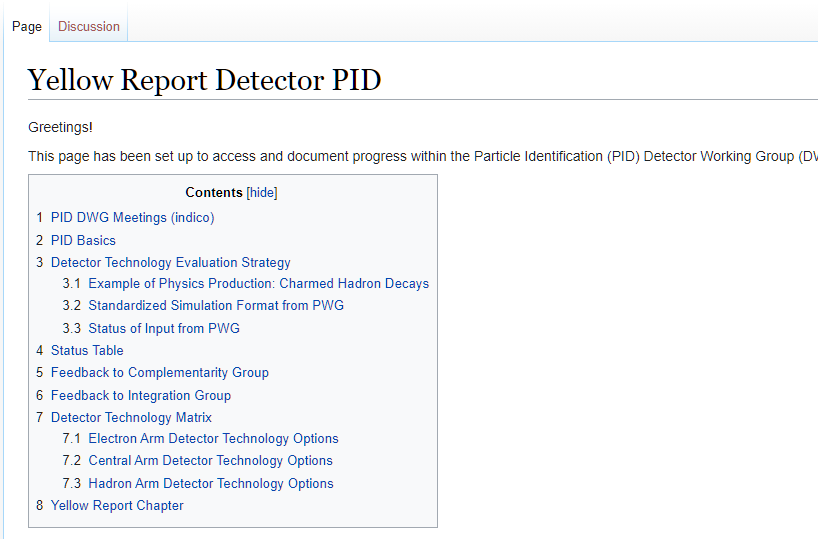 Page Discussion
Yellow Report Detector PID
Greetings!
This page has been set up to access and document progress within the Particle Identification (PID) Detector Working Group
Contents [hide]
1 PID DWG Meetings (indico)
2 PID Basics
3 Detector Technology Evaluation Strategy
3.1 Example of Physics Production: Charmed Hadron Decays
3.2 Standardized Simulation Format from PWG
3.3 Status of Input from PWG
4 Status Table
5 Feedback to Complementarity Group
6 Feedback to Integration Group
7 Detector Technology Matrix
7.1 Electron Arm Detector Technology Options
7.2 Central Arm Detector Technology Options
7.3 Hadron Arm Detector Technology Options
8 Yellow Report Chapter